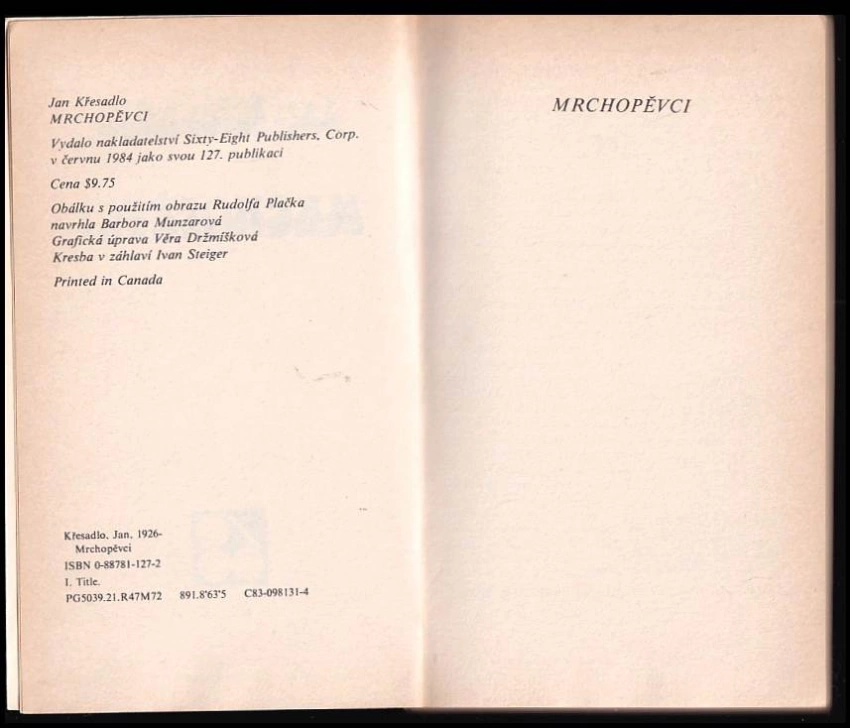 Jan Křesadlo
MRCHOPĚVCI
Vydalo nakladatelství Sixty-Eight Publishers, Corp.
v červnu 1984 jako svou 127. publikaci
Cena $9.75
Obálku s použitím obrazu Rudolfa Plačka
navrhla Barbora Munzarová
Grafická úprava Věra Držmíšková
Kresba v záhlaví Ivan Steiger
Printed in Canada
Křesadlo, Jan, 1926-
Mrchopěvci
ISBN 0-88781-127-2
I. Title.
PG5039.21.R47M72 891.8'63'5 C83-098131-4
MRCHOPĚVCI